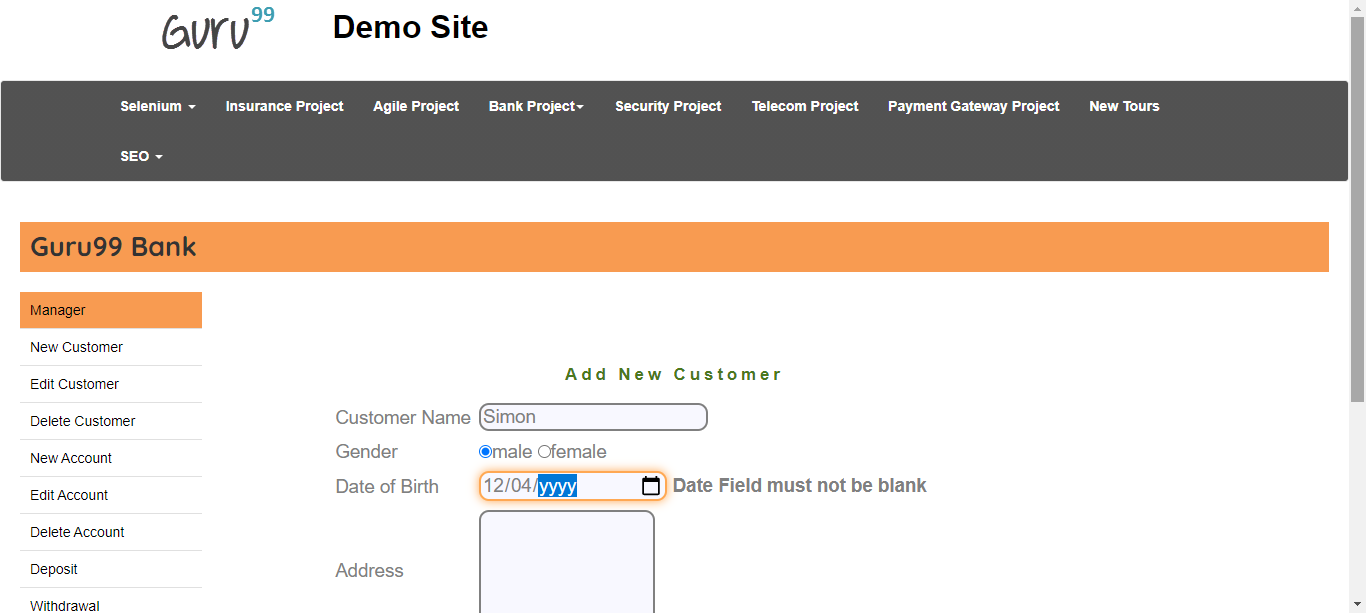 Guru99 Demo Site
Selenium Insurance Project Agile Project Bank Project Security Project Telecom Project Payment Gateway Project New Tours
SEO
Guru99 Bank
Manager
New Customer
Edit Customer
Delete Customer
New Account
Edit Account
Delete Account
Deposit
Withdrawal
Add New Customer
Customer Name Simon
Gender male female
Date of Birth 12/04/yyyy Date Field must not be blank
Address